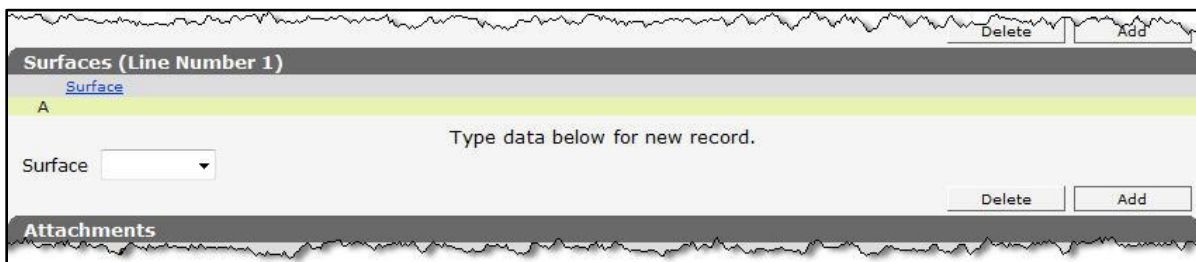 Delete Add
Surfaces (Line Number 1)
Surface
A
Type data below for new record.
Surface
Delete Add
Attachments